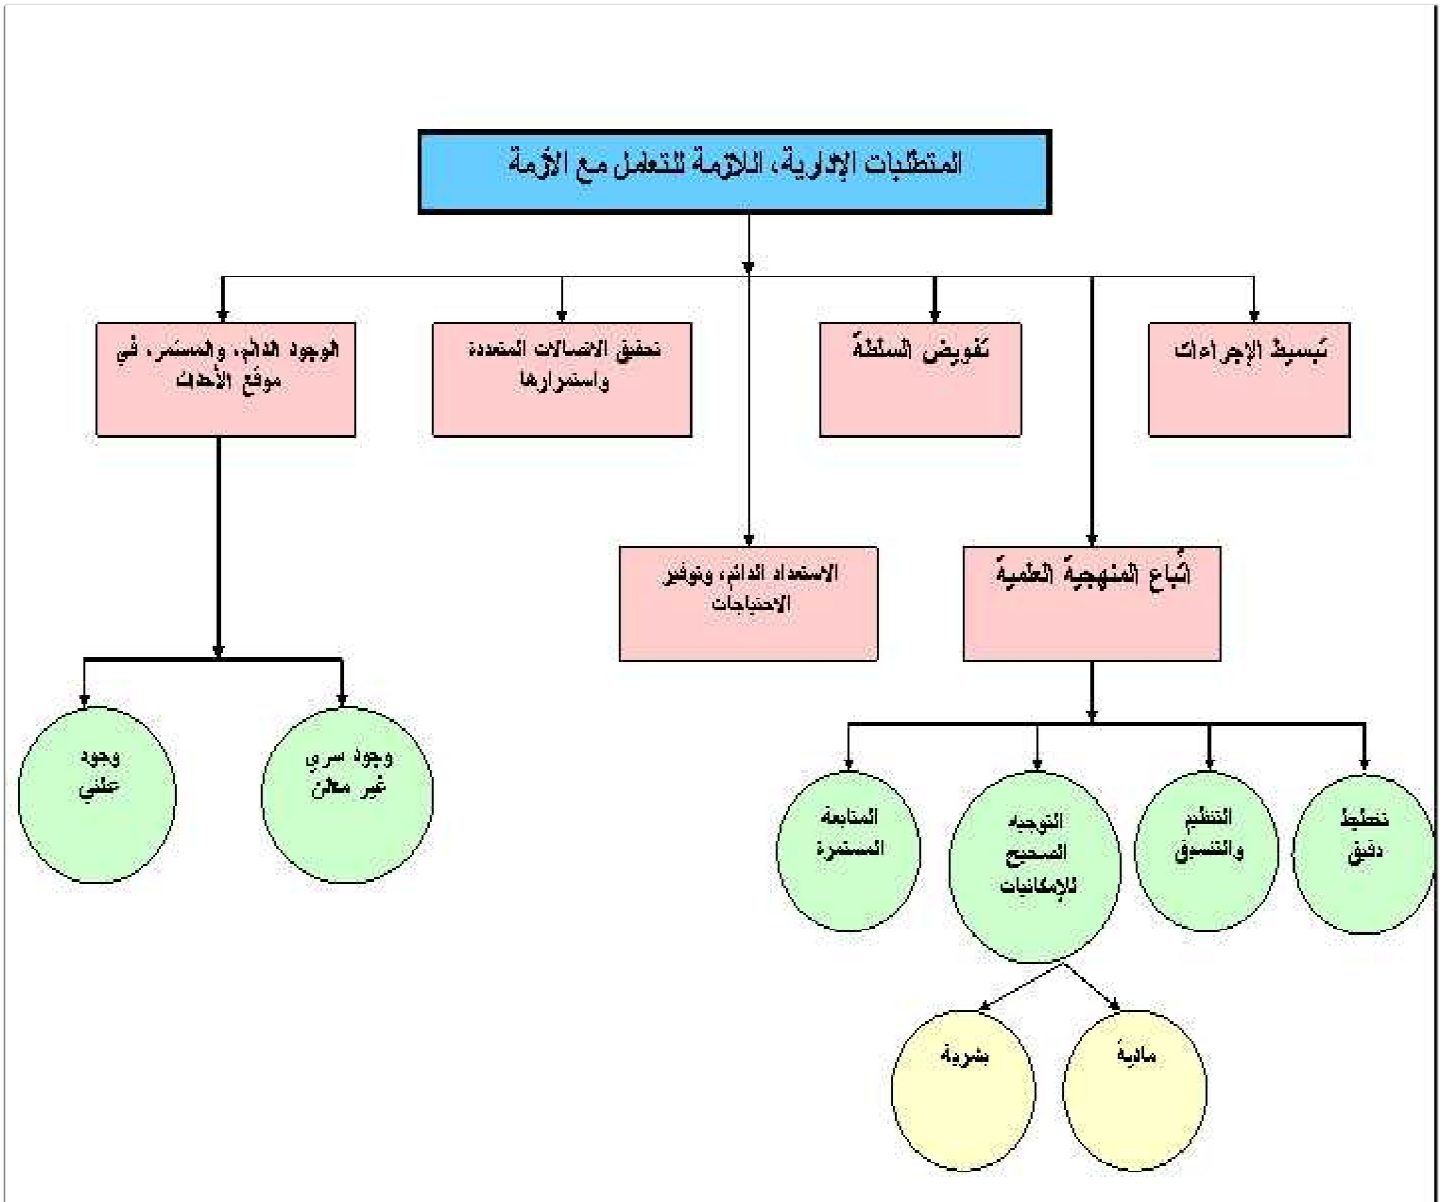 المتطلبات الإدارية، اللازمة للتعامل مع الأزمة
تبسيط الإجراءات
تفويض السلطة
تحقيق الاتصالات المتعددة
واستمرارها
الوجود الدائم، والمستمر، في
موقع الأحداث
اتُباع المنهجية العلمية
الاستعداد الدائم، وتوفير
الاحتياجات
تخطيط
دقيق
التنظيم
والتنسيق
التوجيه
الصحيح
للإمكانيات
المتابعة
المستمرة
وجود سري
غير معلن
وجود
علني
مادية
بشرية